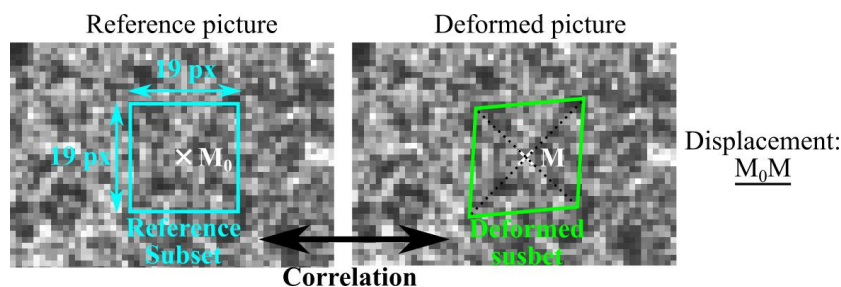 Reference picture
Deformed picture
19 px
19 px
M₀
M
Displacement:
M₀M
Reference
Subset
Deformed
susbet
Correlation